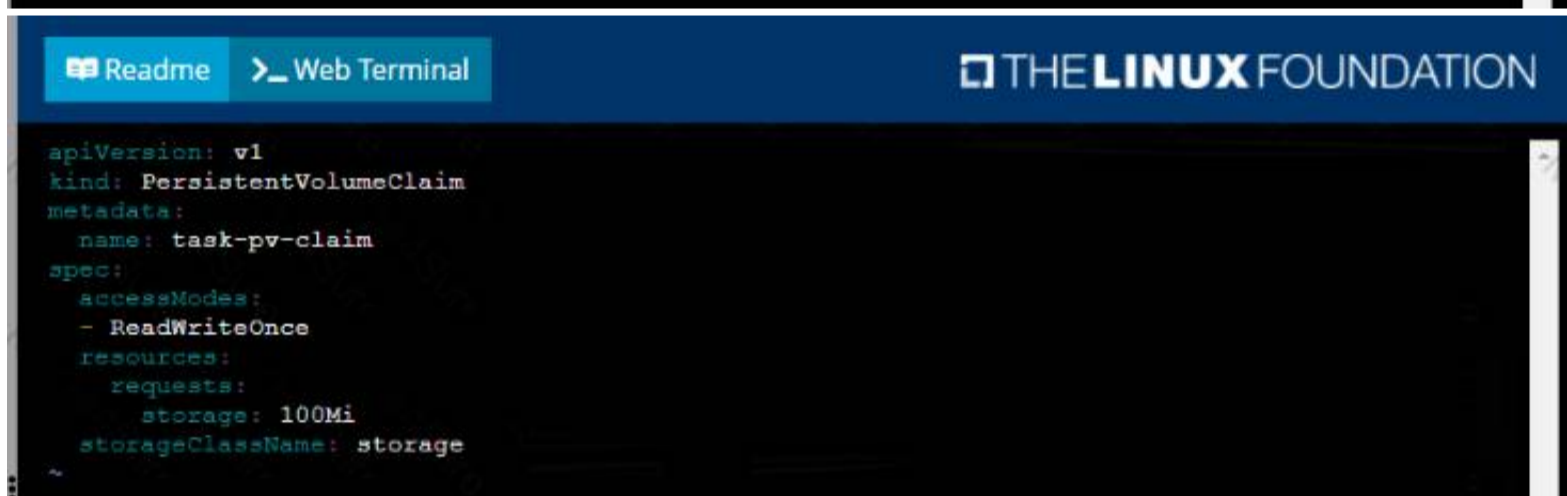 Readme >_ Web Terminal THE LINUX FOUNDATION
apiVersion: v1
kind: PersistentVolumeClaim
metadata:
  name: task-pv-claim
spec:
  accessModes:
  - ReadWriteOnce
  resources:
    requests:
      storage: 100Mi
  storageClassName: storage
~